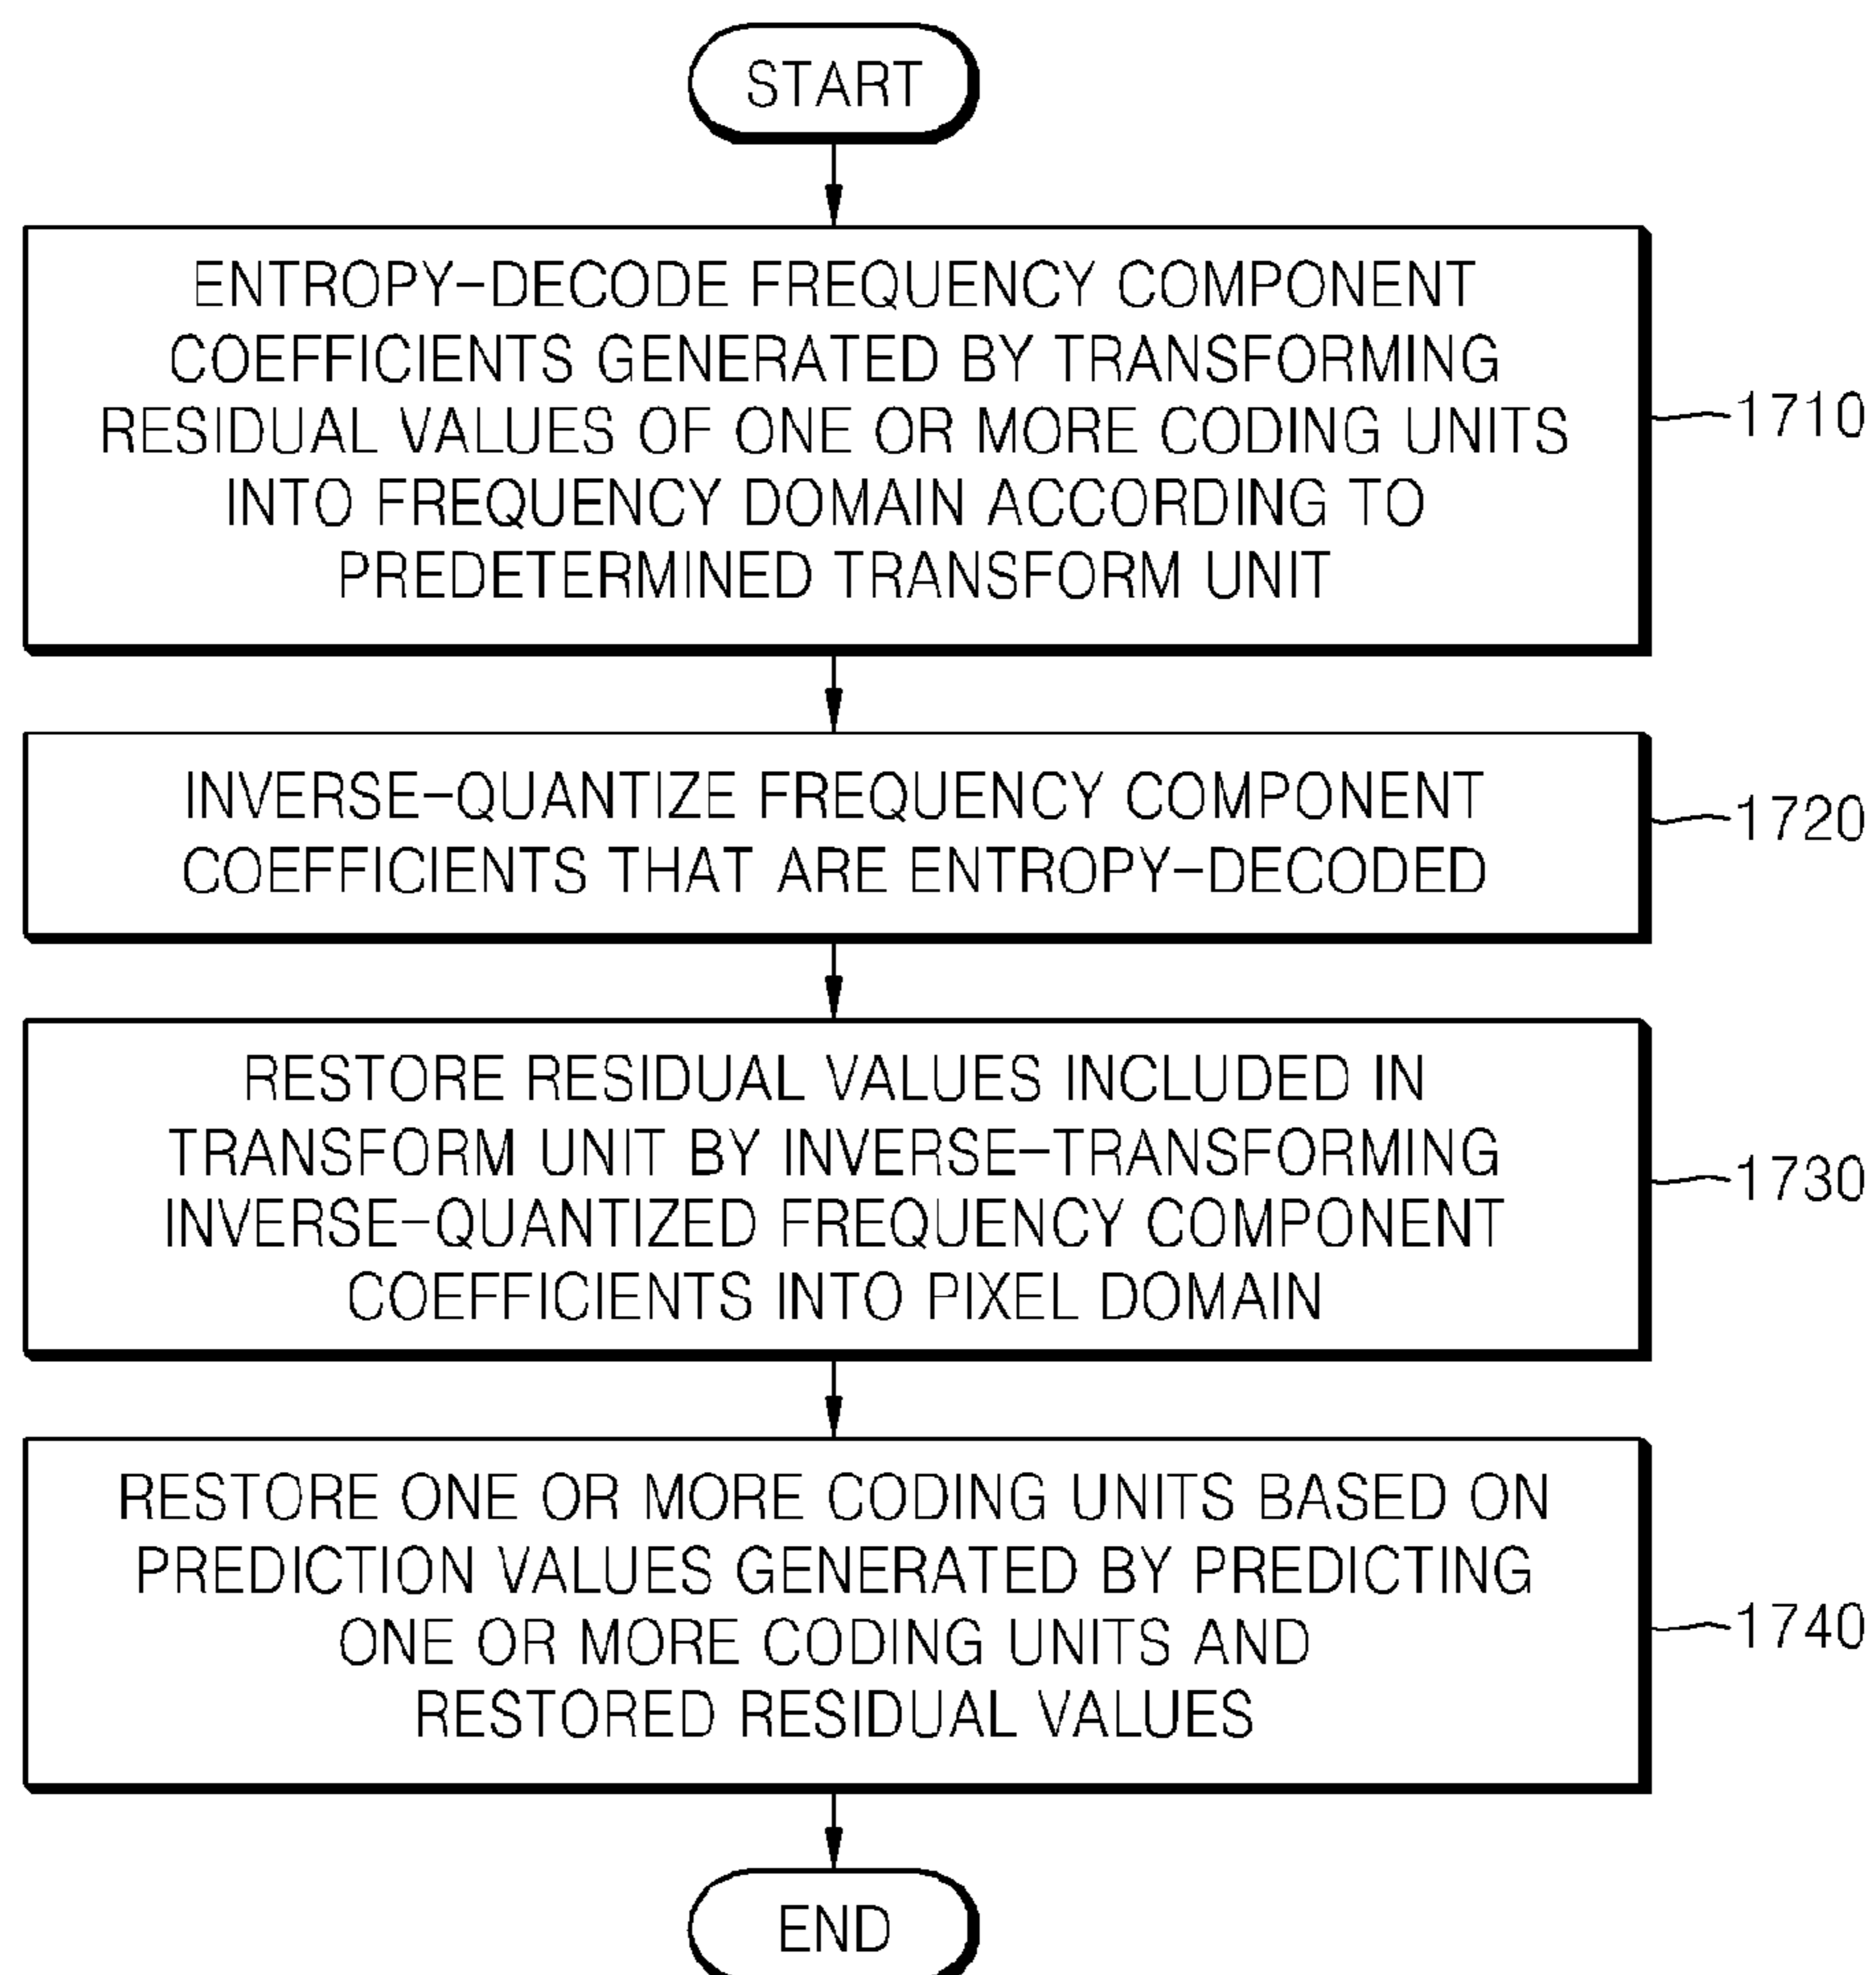 START
ENTROPY-DECODE FREQUENCY COMPONENT
COEFFICIENTS GENERATED BY TRANSFORMING
RESIDUAL VALUES OF ONE OR MORE CODING UNITS
INTO FREQUENCY DOMAIN ACCORDING TO
PREDETERMINED TRANSFORM UNIT
1710
INVERSE-QUANTIZE FREQUENCY COMPONENT
COEFFICIENTS THAT ARE ENTROPY-DECODED
1720
RESTORE RESIDUAL VALUES INCLUDED IN
TRANSFORM UNIT BY INVERSE-TRANSFORMING
INVERSE-QUANTIZED FREQUENCY COMPONENT
COEFFICIENTS INTO PIXEL DOMAIN
1730
RESTORE ONE OR MORE CODING UNITS BASED ON
PREDICTION VALUES GENERATED BY PREDICTING
ONE OR MORE CODING UNITS AND
RESTORED RESIDUAL VALUES
1740
END